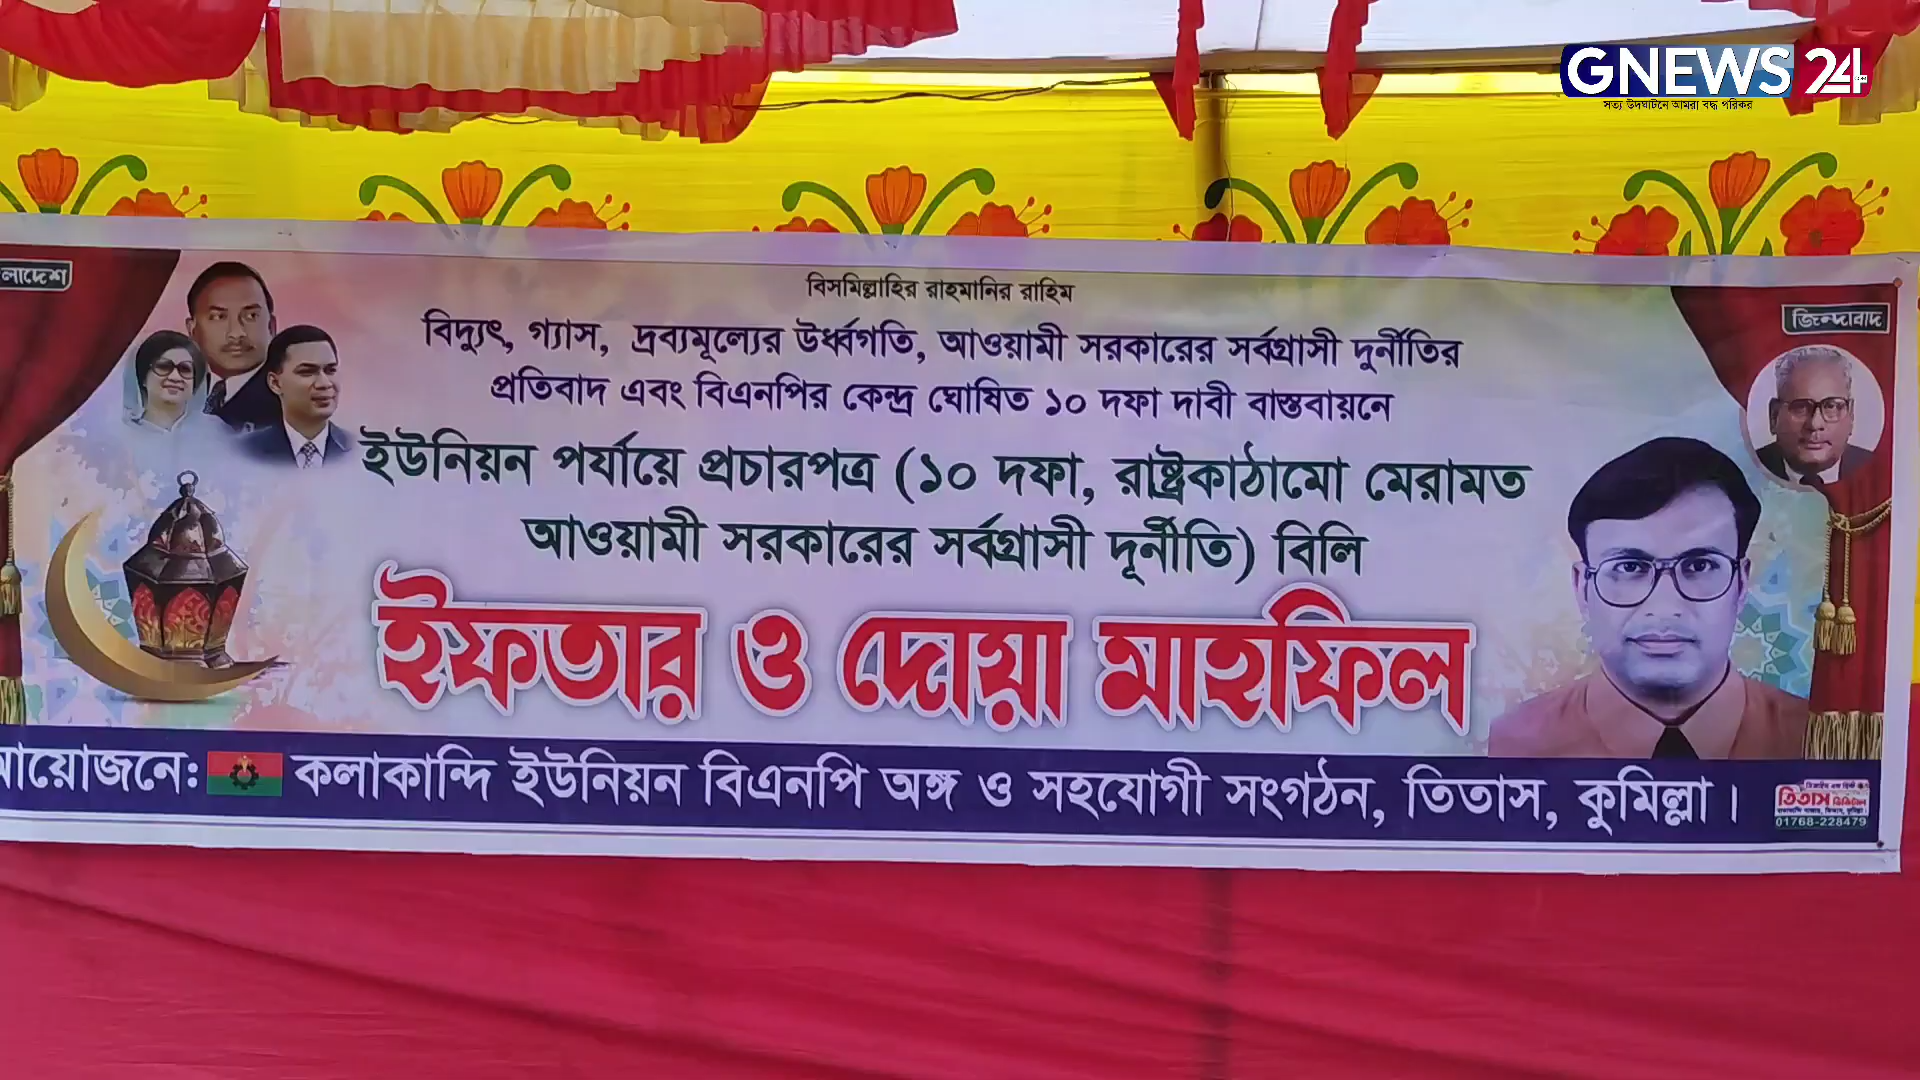 GNEWS 24
সত্য উদঘাটনে আমরা বদ্ধ পরিকর
লাদেশ
জিন্দাবাদ
বিসমিল্লাহির রাহমানির রাহিম
বিদ্যুৎ, গ্যাস, দ্রব্যমূল্যের উর্ধ্বগতি, আওয়ামী সরকারের সর্বগ্রাসী দুর্নীতির
প্রতিবাদ এবং বিএনপির কেন্দ্র ঘোষিত ১০ দফা দাবী বাস্তবায়নে
ইউনিয়ন পর্যায়ে প্রচারপত্র (১০ দফা, রাষ্ট্রকাঠামো মেরামত
আওয়ামী সরকারের সর্বগ্রাসী দূর্নীতি) বিলি
ইফতার ও দোয়া মাহফিল
আয়োজনে: কলাকান্দি ইউনিয়ন বিএনপি অঙ্গ ও সহযোগী সংগঠন, তিতাস, কুমিল্লা।
তিতাস ডিজিটাল
01768-228479